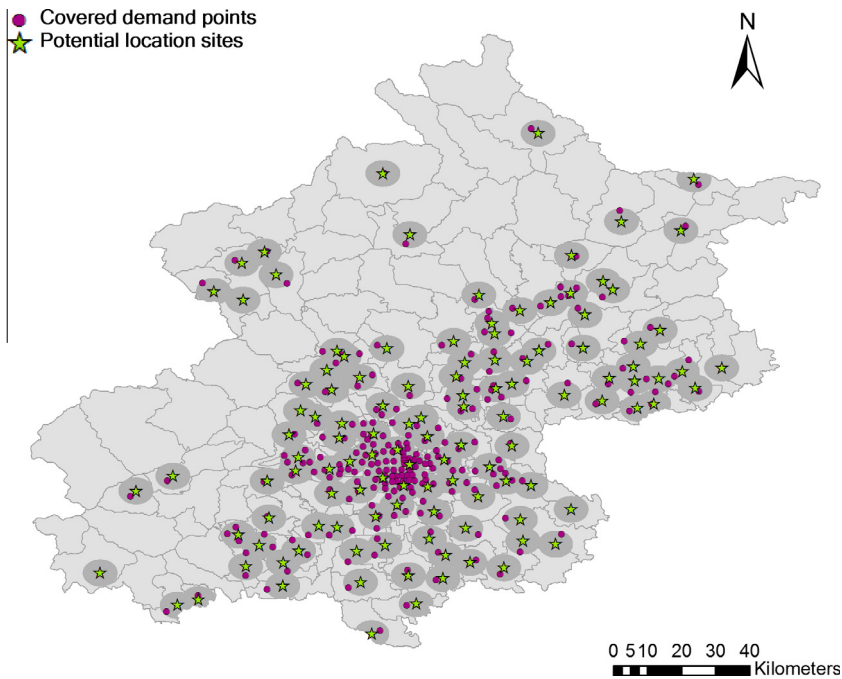 Covered demand points
Potential location sites
N
0 5 10 20 30 40
Kilometers